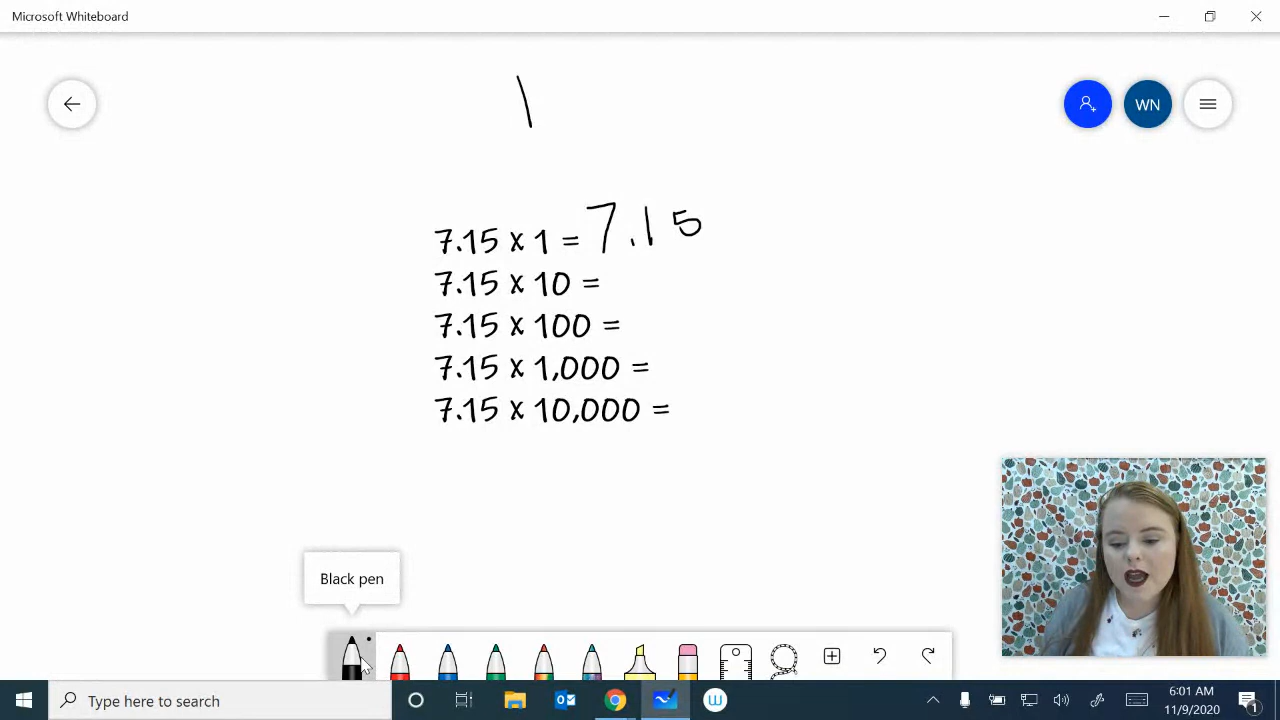 Microsoft Whiteboard
WN
7.15 x 1 = 7.15
7.15 x 10 =
7.15 x 100 =
7.15 x 1,000 =
7.15 x 10,000 =
Black pen
Type here to search
6:01 AM
11/9/2020
1